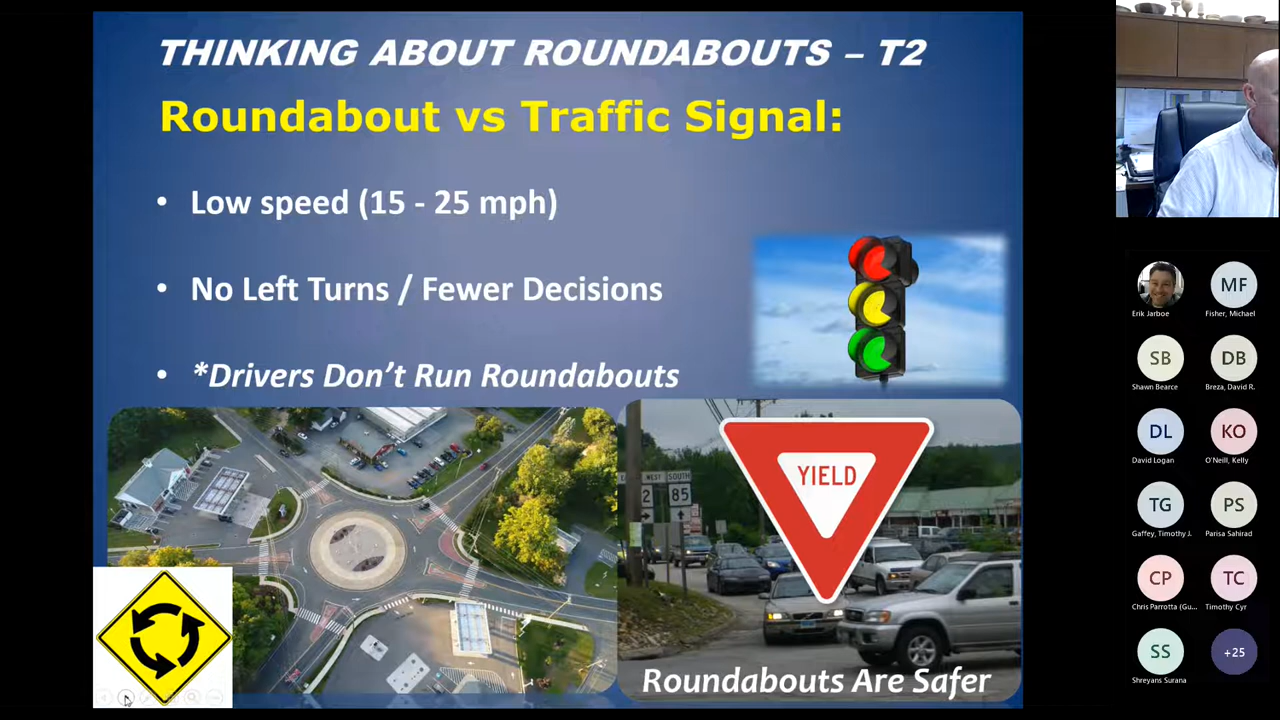 THINKING ABOUT ROUNDABOUTS – T2
Roundabout vs Traffic Signal:
• Low speed (15 - 25 mph)
• No Left Turns / Fewer Decisions
• *Drivers Don’t Run Roundabouts
YIELD
WEST SOUTH
2 85
Roundabouts Are Safer
Erik Jarboe
MF
Fisher, Michael
SB
Shawn Bearce
DB
Breza, David R.
DL
David Logan
KO
O'Neill, Kelly
TG
Gaffey, Timothy J.
PS
Parisa Sahirad
CP
Chris Parrotta (Gu...
TC
Timothy Cyr
SS
Shreyans Surana
+25